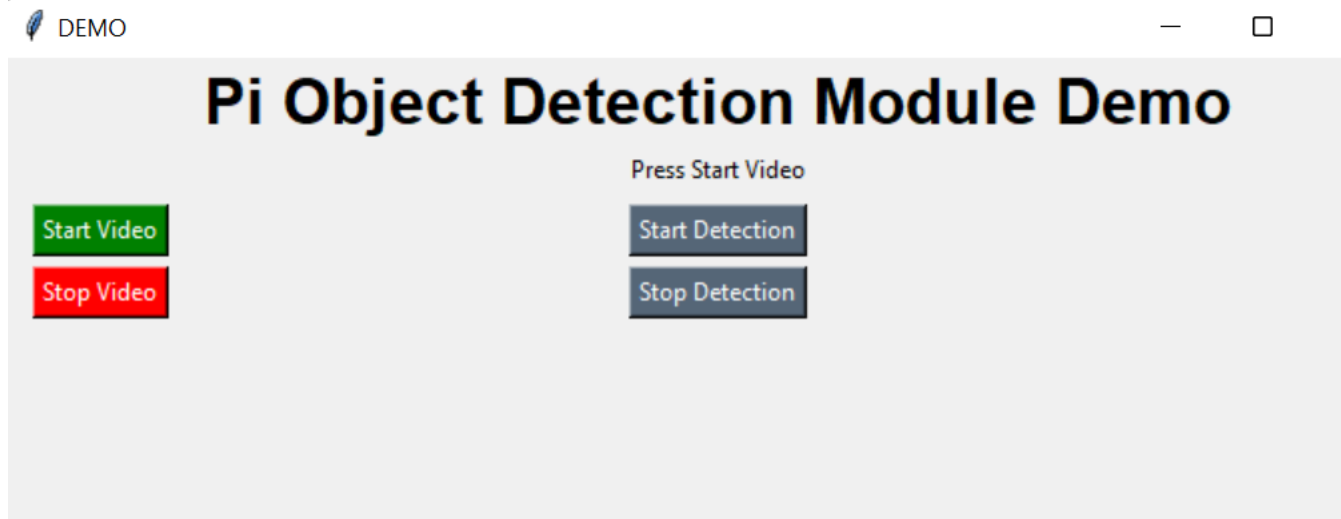 DEMO
Pi Object Detection Module Demo
Press Start Video
Start Video
Start Detection
Stop Video
Stop Detection